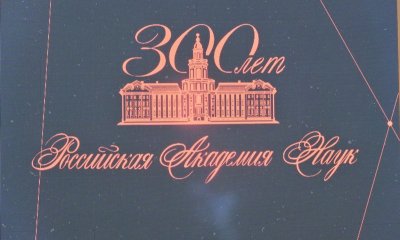 300 лет
Российская Академия Наук